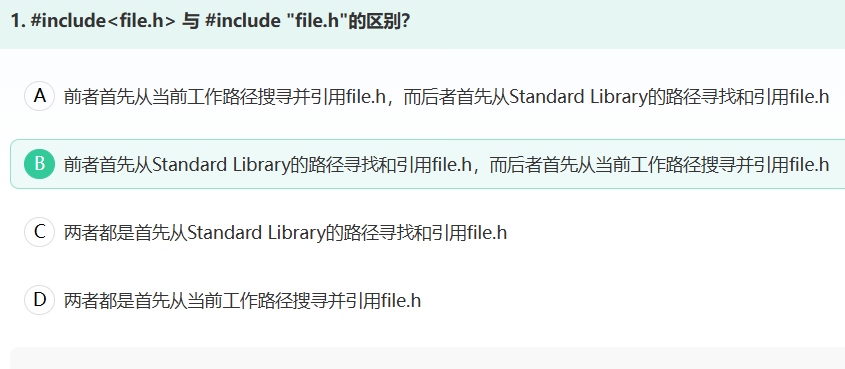 1. #include<file.h> 与 #include "file.h"的区别?
A 前者首先从当前工作路径搜寻并引用file.h，而后者首先从Standard Library的路径寻找和引用file.h
B 前者首先从Standard Library的路径寻找和引用file.h，而后者首先从当前工作路径搜寻并引用file.h
C 两者都是首先从Standard Library的路径寻找和引用file.h
D 两者都是首先从当前工作路径搜寻并引用file.h